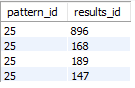 pattern_id results_id
25 896
25 168
25 189
25 147